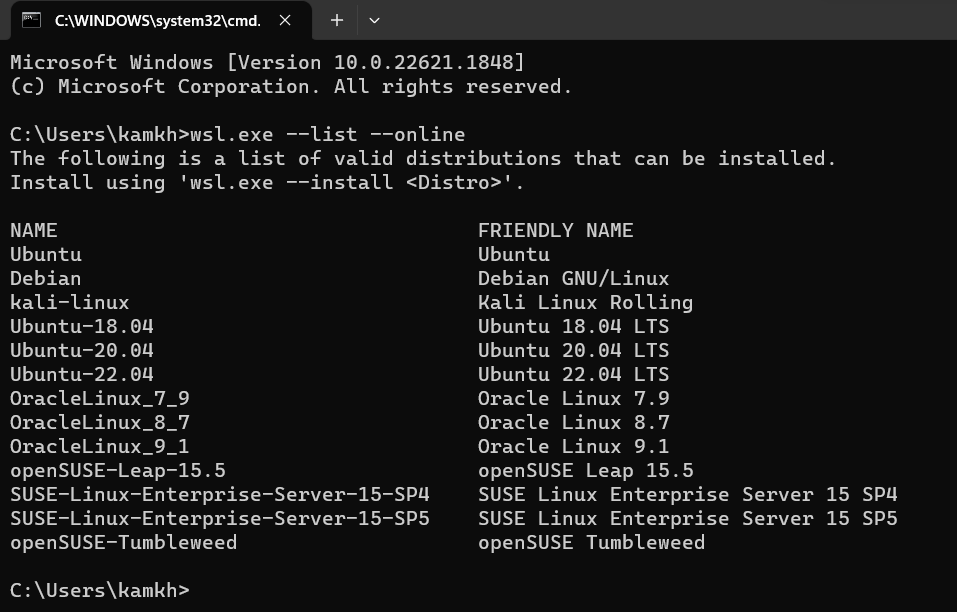 C:\WINDOWS\system32\cmd.
Microsoft Windows [Version 10.0.22621.1848]
(c) Microsoft Corporation. All rights reserved.
C:\Users\kamkh>wsl.exe --list --online
The following is a list of valid distributions that can be installed.
Install using 'wsl.exe --install <Distro>'.
NAME FRIENDLY NAME
Ubuntu Ubuntu
Debian Debian GNU/Linux
kali-linux Kali Linux Rolling
Ubuntu-18.04 Ubuntu 18.04 LTS
Ubuntu-20.04 Ubuntu 20.04 LTS
Ubuntu-22.04 Ubuntu 22.04 LTS
OracleLinux_7_9 Oracle Linux 7.9
OracleLinux_8_7 Oracle Linux 8.7
OracleLinux_9_1 Oracle Linux 9.1
openSUSE-Leap-15.5 openSUSE Leap 15.5
SUSE-Linux-Enterprise-Server-15-SP4 SUSE Linux Enterprise Server 15 SP4
SUSE-Linux-Enterprise-Server-15-SP5 SUSE Linux Enterprise Server 15 SP5
openSUSE-Tumbleweed openSUSE Tumbleweed
C:\Users\kamkh>